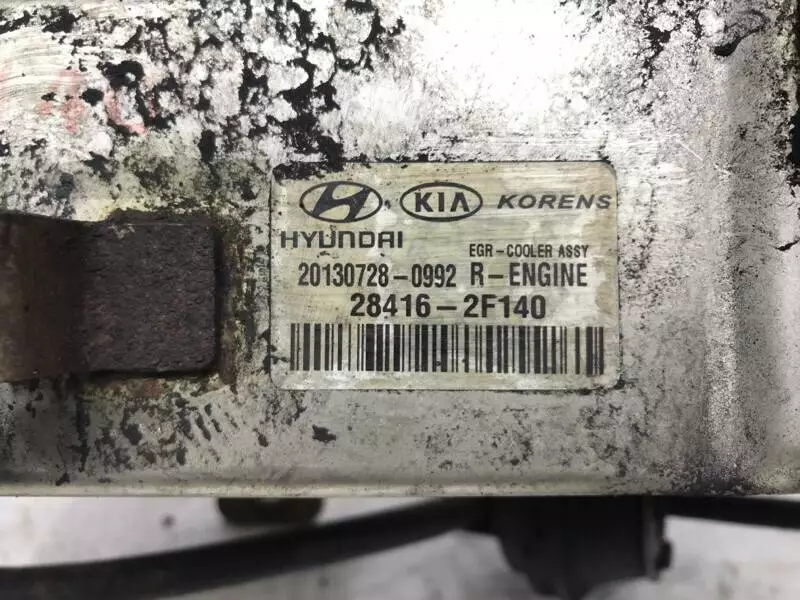 KIA KORENS
HYUNDAI EGR-COOLER ASSY
20130728-0992 R-ENGINE
28416-2F140